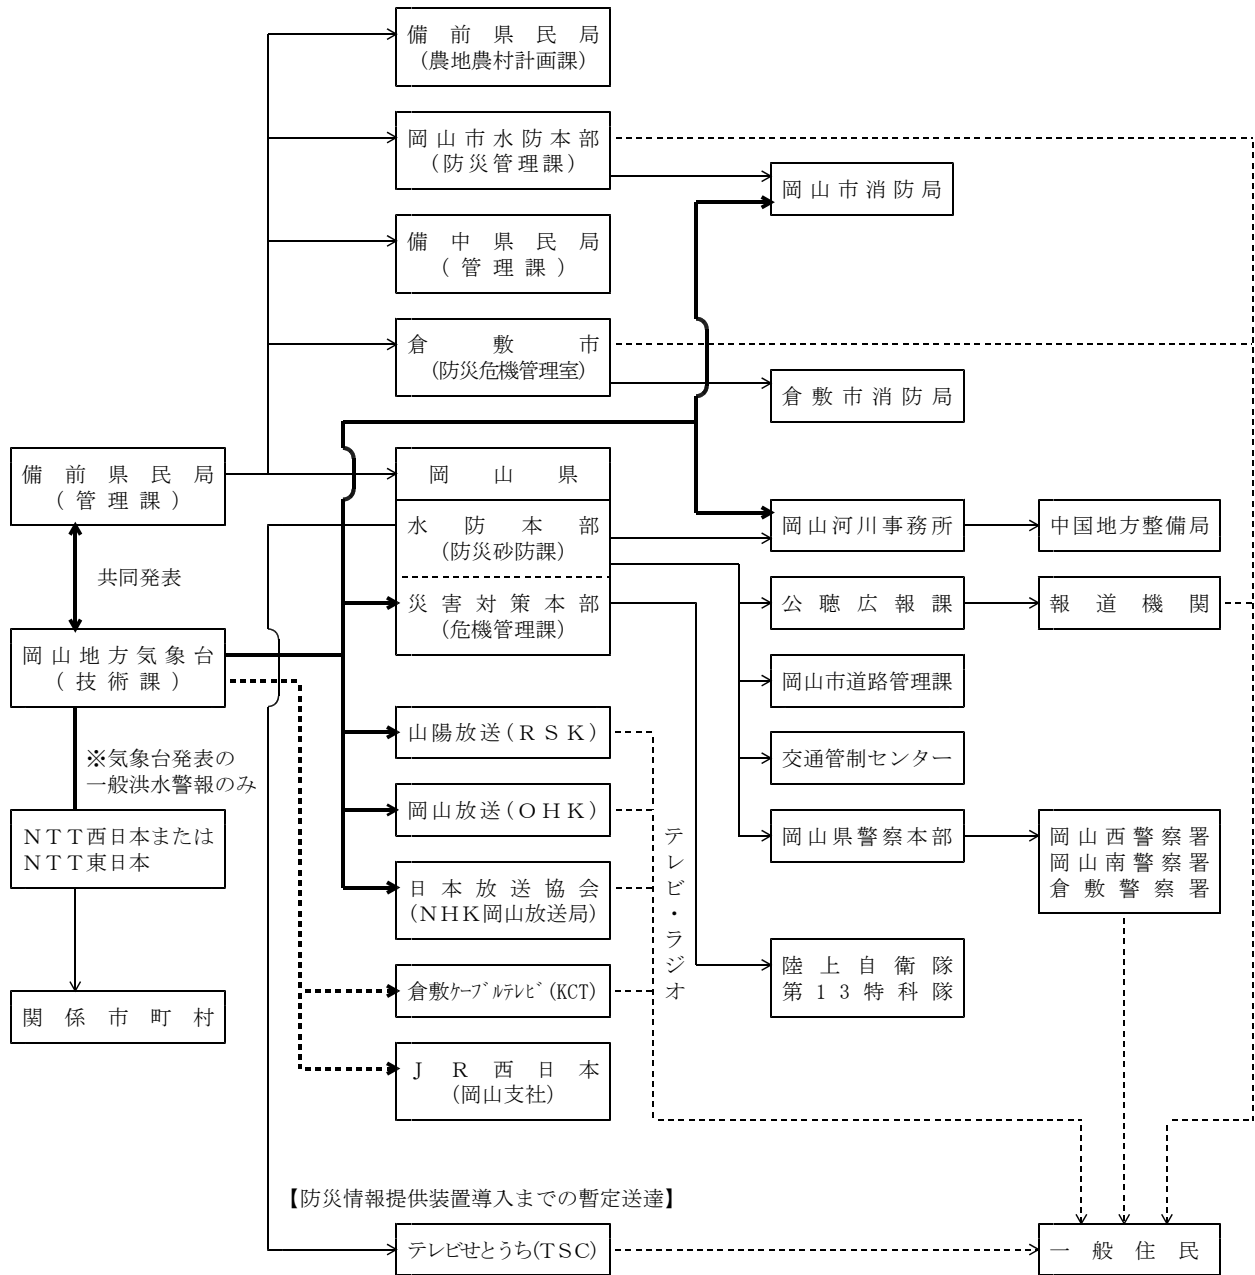 備前県民局
(農地農村計画課)
岡山市水防本部
(防災管理課)
岡山市消防局
備中県民局
(管理課)
倉敷市
(防災危機管理室)
倉敷市消防局
備前県民局
(管理課)
岡山県
水防本部
(防災砂防課)
岡山河川事務所
中国地方整備局
共同発表
災害対策本部
(危機管理課)
公聴広報課
報道機関
岡山地方気象台
(技術課)
岡山市道路管理課
山陽放送(RSK)
※気象台発表の
一般洪水警報のみ
交通管制センター
岡山放送(OHK)
テレビ・ラジオ
NTT西日本または
NTT東日本
岡山県警察本部
岡山西警察署
岡山南警察署
倉敷警察署
日本放送協会
(NHK岡山放送局)
陸上自衛隊
第13特科隊
倉敷ケーブルテレビ(KCT)
関係市町村
JR西日本
(岡山支社)
【防災情報提供装置導入までの暫定送達】
テレビせとうち(TSC)
一般住民